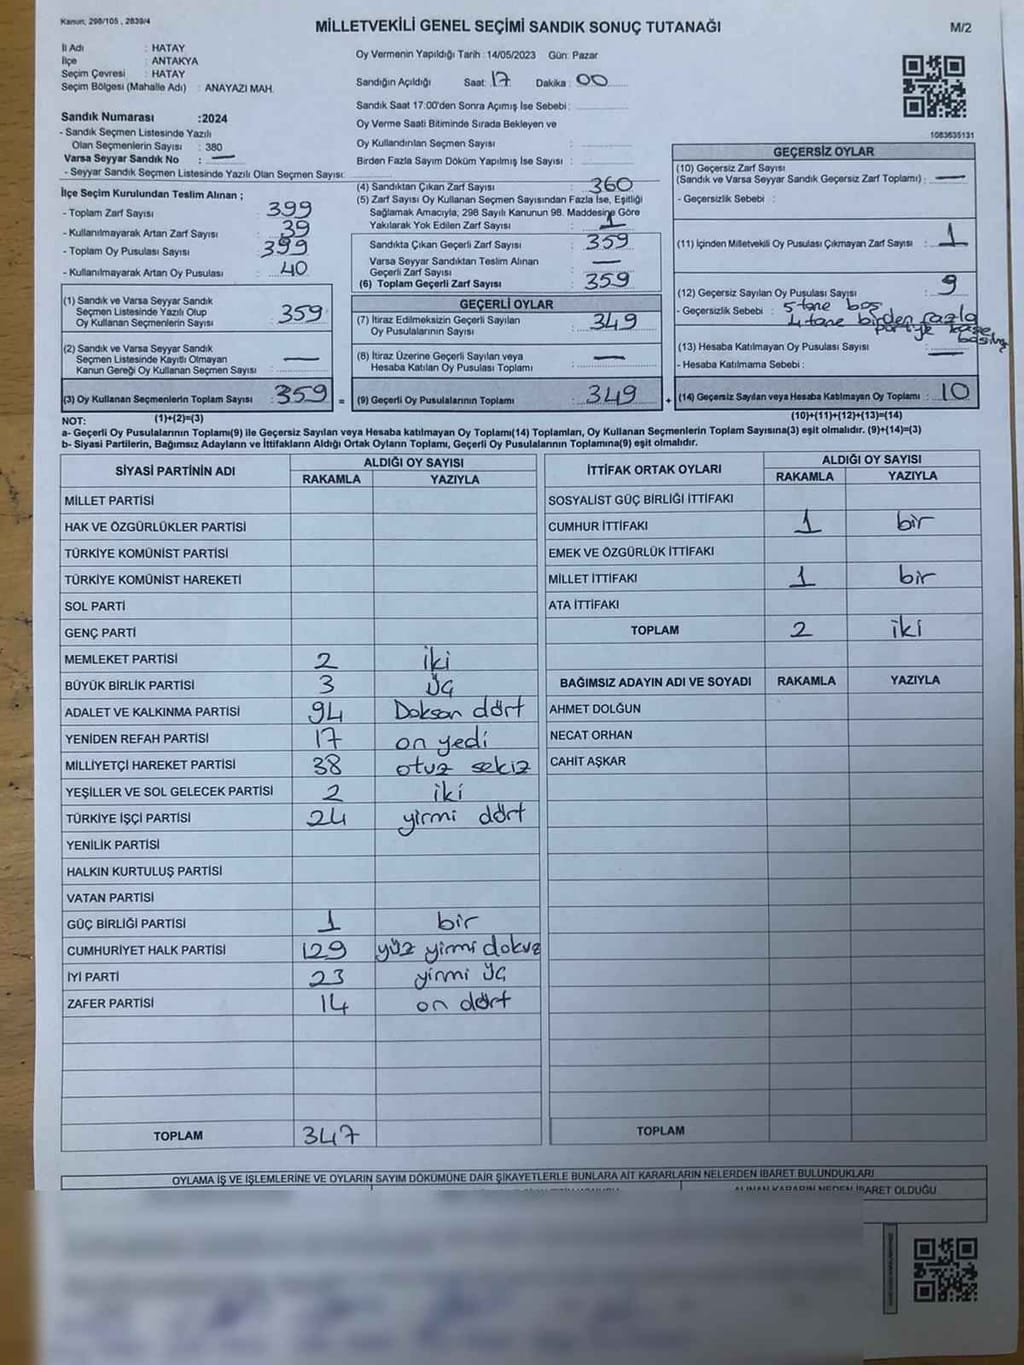 Kanun, 298/105 , 2839/4
MİLLETVEKİLİ GENEL SEÇİMİ SANDIK SONUÇ TUTANAĞI
M/2
İl Adı : HATAY
İlçe : ANTAKYA
Seçim Çevresi : HATAY
Seçim Bölgesi (Mahalle Adı) : ANAYAZI MAH.
Sandık Numarası :2024
- Sandık Seçmen Listesinde Yazılı
Olan Seçmenlerin Sayısı : 380
Varsa Seyyar Sandık No : —
- Seyyar Sandık Seçmen Listesinde Yazılı Olan Seçmen Sayısı:
Oy Vermenin Yapıldığı Tarih : 14/05/2023 Gün: Pazar
Sandığın Açıldığı Saat: 17 Dakika : 00
Sandık Saat 17:00'den Sonra Açımış İse Sebebi :
Oy Verme Saati Bitiminde Sırada Bekleyen ve
Oy Kullandırılan Seçmen Sayısı :
Birden Fazla Sayım Döküm Yapılmış İse Sayısı :
1083635131
İlçe Seçim Kurulundan Teslim Alınan ;
- Toplam Zarf Sayısı : 399
- Kullanılmayarak Artan Zarf Sayısı : 39
- Toplam Oy Pusulası Sayısı : 399
- Kullanılmayarak Artan Oy Pusulası : 40
(1) Sandık ve Varsa Seyyar Sandık
Seçmen Listesinde Yazılı Olup
Oy Kullanan Seçmenlerin Sayısı : 359
(2) Sandık ve Varsa Seyyar Sandık
Seçmen Listesinde Kayıtlı Olmayan
Kanun Gereği Oy Kullanan Seçmen Sayısı : —
(3) Oy Kullanan Seçmenlerin Toplam Sayısı : 359 =
(4) Sandıktan Çıkan Zarf Sayısı : 360
(5) Zarf Sayısı Oy Kullanan Seçmen Sayısından Fazla İse, Eşitliği
Sağlamak Amacıyla, 298 Sayılı Kanunun 98. Maddesine Göre
Yakılarak Yok Edilen Zarf Sayısı : 1
Sandıkta Çıkan Geçerli Zarf Sayısı : 359
Varsa Seyyar Sandıktan Teslim Alınan
Geçerli Zarf Sayısı : —
(6) Toplam Geçerli Zarf Sayısı : 359
GEÇERLİ OYLAR
(7) İtiraz Edilmeksizin Geçerli Sayılan
Oy Pusulalarının Sayısı : 349
(8) İtiraz Üzerine Geçerli Sayılan veya
Hesaba Katılan Oy Pusulası Toplamı : —
(9) Geçerli Oy Pusulalarının Toplamı : 349 +
GEÇERSİZ OYLAR
(10) Geçersiz Zarf Sayısı
(Sandık ve Varsa Seyyar Sandık Geçersiz Zarf Toplamı) : —
- Geçersizlik Sebebi :
(11) İçinden Milletvekili Oy Pusulası Çıkmayan Zarf Sayısı : 1
(12) Geçersiz Sayılan Oy Pusulası Sayısı : 9
- Geçersizlik Sebebi : 5 tane boş
4 tane birden fazla
partiye kaşe
basılmış
(13) Hesaba Katılmayan Oy Pusulası Sayısı : —
- Hesaba Katılmama Sebebi :
(14) Geçersiz Sayılan veya Hesaba Katılmayan Oy Toplamı : 10
NOT: (1)+(2)=(3)
(10)+(11)+(12)+(13)=(14)
a- Geçerli Oy Pusulalarının Toplamı(9) ile Geçersiz Sayılan veya Hesaba katılmayan Oy Toplamı(14) Toplamları, Oy Kullanan Seçmenlerin Toplam Sayısına(3) eşit olmalıdır. (9)+(14)=(3)
b- Siyasi Partilerin, Bağımsız Adayların ve İttifakların Aldığı Ortak Oyların Toplamı, Geçerli Oy Pusulalarının Toplamına(9) eşit olmalıdır.
SİYASİ PARTİNİN ADI ALDIĞI OY SAYISI
RAKAMLA YAZIYLA
MİLLET PARTİSİ
HAK VE ÖZGÜRLÜKLER PARTİSİ
TÜRKİYE KOMÜNİST PARTİSİ
TÜRKİYE KOMÜNİST HAREKETİ
SOL PARTİ
GENÇ PARTİ
MEMLEKET PARTİSİ 2 iki
BÜYÜK BİRLİK PARTİSİ 3 üç
ADALET VE KALKINMA PARTİSİ 94 Doksan dört
YENİDEN REFAH PARTİSİ 17 on yedi
MİLLİYETÇİ HAREKET PARTİSİ 38 otuz sekiz
YEŞİLLER VE SOL GELECEK PARTİSİ 2 iki
TÜRKİYE İŞÇİ PARTİSİ 24 yirmi dört
YENİLİK PARTİSİ
HALKIN KURTULUŞ PARTİSİ
VATAN PARTİSİ
GÜÇ BİRLİĞİ PARTİSİ 1 bir
CUMHURİYET HALK PARTİSİ 129 yüz yirmi dokuz
İYİ PARTİ 23 yirmi üç
ZAFER PARTİSİ 14 on dört
TOPLAM 347
İTTİFAK ORTAK OYLARI ALDIĞI OY SAYISI
RAKAMLA YAZIYLA
SOSYALİST GÜÇ BİRLİĞİ İTTİFAKI
CUMHUR İTTİFAKI 1 bir
EMEK VE ÖZGÜRLÜK İTTİFAKI
MİLLET İTTİFAKI 1 bir
ATA İTTİFAKI
TOPLAM 2 iki
BAĞIMSIZ ADAYIN ADI VE SOYADI RAKAMLA YAZIYLA
AHMET DOLĞUN
NECAT ORHAN
CAHİT AŞKAR
TOPLAM
OYLAMA İŞ VE İŞLEMLERİNE VE OYLARIN SAYIM DÖKÜMÜNE DAİR ŞİKAYETLERLE BUNLARA AİT KARARLARIN NELERDEN İBARET BULUNDUKLARI
ALINAN KARARIN NEDEN İBARET OLDUĞU